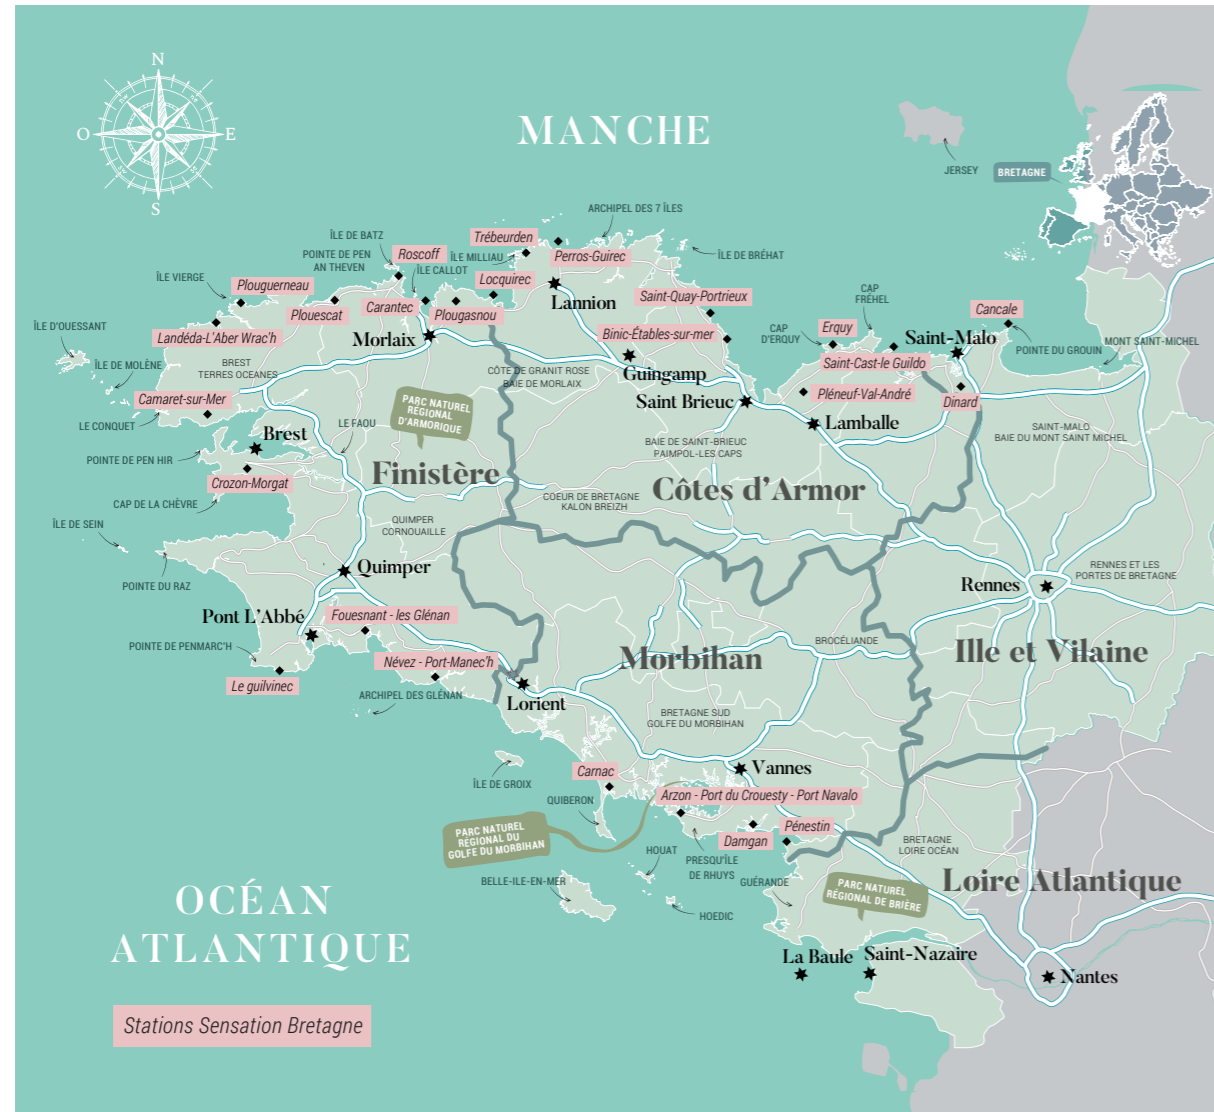 N
O
E
S
MANCHE
JERSEY
BRETAGNE
ARCHIPEL DES 7 ÎLES
ÎLE DE BRÉHAT
ÎLE DE BATZ
POINTE DE PEN
AN THEVEN
Roscoff
ÎLE CALLOT
ÎLE MILLIAU
Trébeurden
Perros-Guirec
Locquirec
Lannion
ÎLE VIERGE
Plouguerneau
Plouescat
Carantec
Plougasnou
Landéda-L'Aber Wrac'h
Morlaix
ÎLE D'OUESSANT
ÎLE DE MOLÈNE
BREST
TERRES OCEANES
Camaret-sur-Mer
LE CONQUET
Brest
LE FAOU
PARC NATUREL
RÉGIONAL
D'ARMORIQUE
POINTE DE PEN HIR
Crozon-Morgat
CAP DE LA CHÈVRE
Finistère
ÎLE DE SEIN
QUIMPER
CORNOUAILLE
POINTE DU RAZ
Quimper
Pont L'Abbé
Fouesnant - les Glénan
POINTE DE PENMARC'H
Le guilvinec
Névez - Port-Manec'h
ARCHIPEL DES GLÉNAN
Lorient
CÔTE DE GRANIT ROSE
BAIE DE MORLAIX
Saint-Quay-Portrieux
Binic-Étables-sur-mer
Guingamp
Saint Brieuc
CAP
FRÉHEL
CAP
D'ERQUY
Erquy
Saint-Cast-le Guildo
Pléneuf-Val-André
Saint-Malo
Cancale
POINTE DU GROUIN
MONT SAINT-MICHEL
Dinard
Lamballe
SAINT-MALO
BAIE DU MONT SAINT MICHEL
BAIE DE SAINT-BRIEUC
PAIMPOL-LES CAPS
Côtes d'Armor
COEUR DE BRETAGNE
KALON BREIZH
RENNES ET LES
PORTES DE BRETAGNE
Rennes
Ille et Vilaine
BROCÉLIANDE
Morbihan
BRETAGNE SUD
GOLFE DU MORBIHAN
Vannes
ÎLE DE GROIX
Carnac
QUIBERON
Arzon - Port du Crouesty - Port Navalo
Damgan
Pénestin
PRESQU'ÎLE
DE RHUYS
PARC NATUREL
RÉGIONAL DU
GOLFE DU MORBIHAN
HOUAT
BELLE-ILE-EN-MER
HOEDIC
GUÉRANDE
BRETAGNE
LOIRE OCÉAN
PARC NATUREL
RÉGIONAL DE BRIÈRE
Loire Atlantique
La Baule
Saint-Nazaire
Nantes
OCÉAN
ATLANTIQUE
Stations Sensation Bretagne